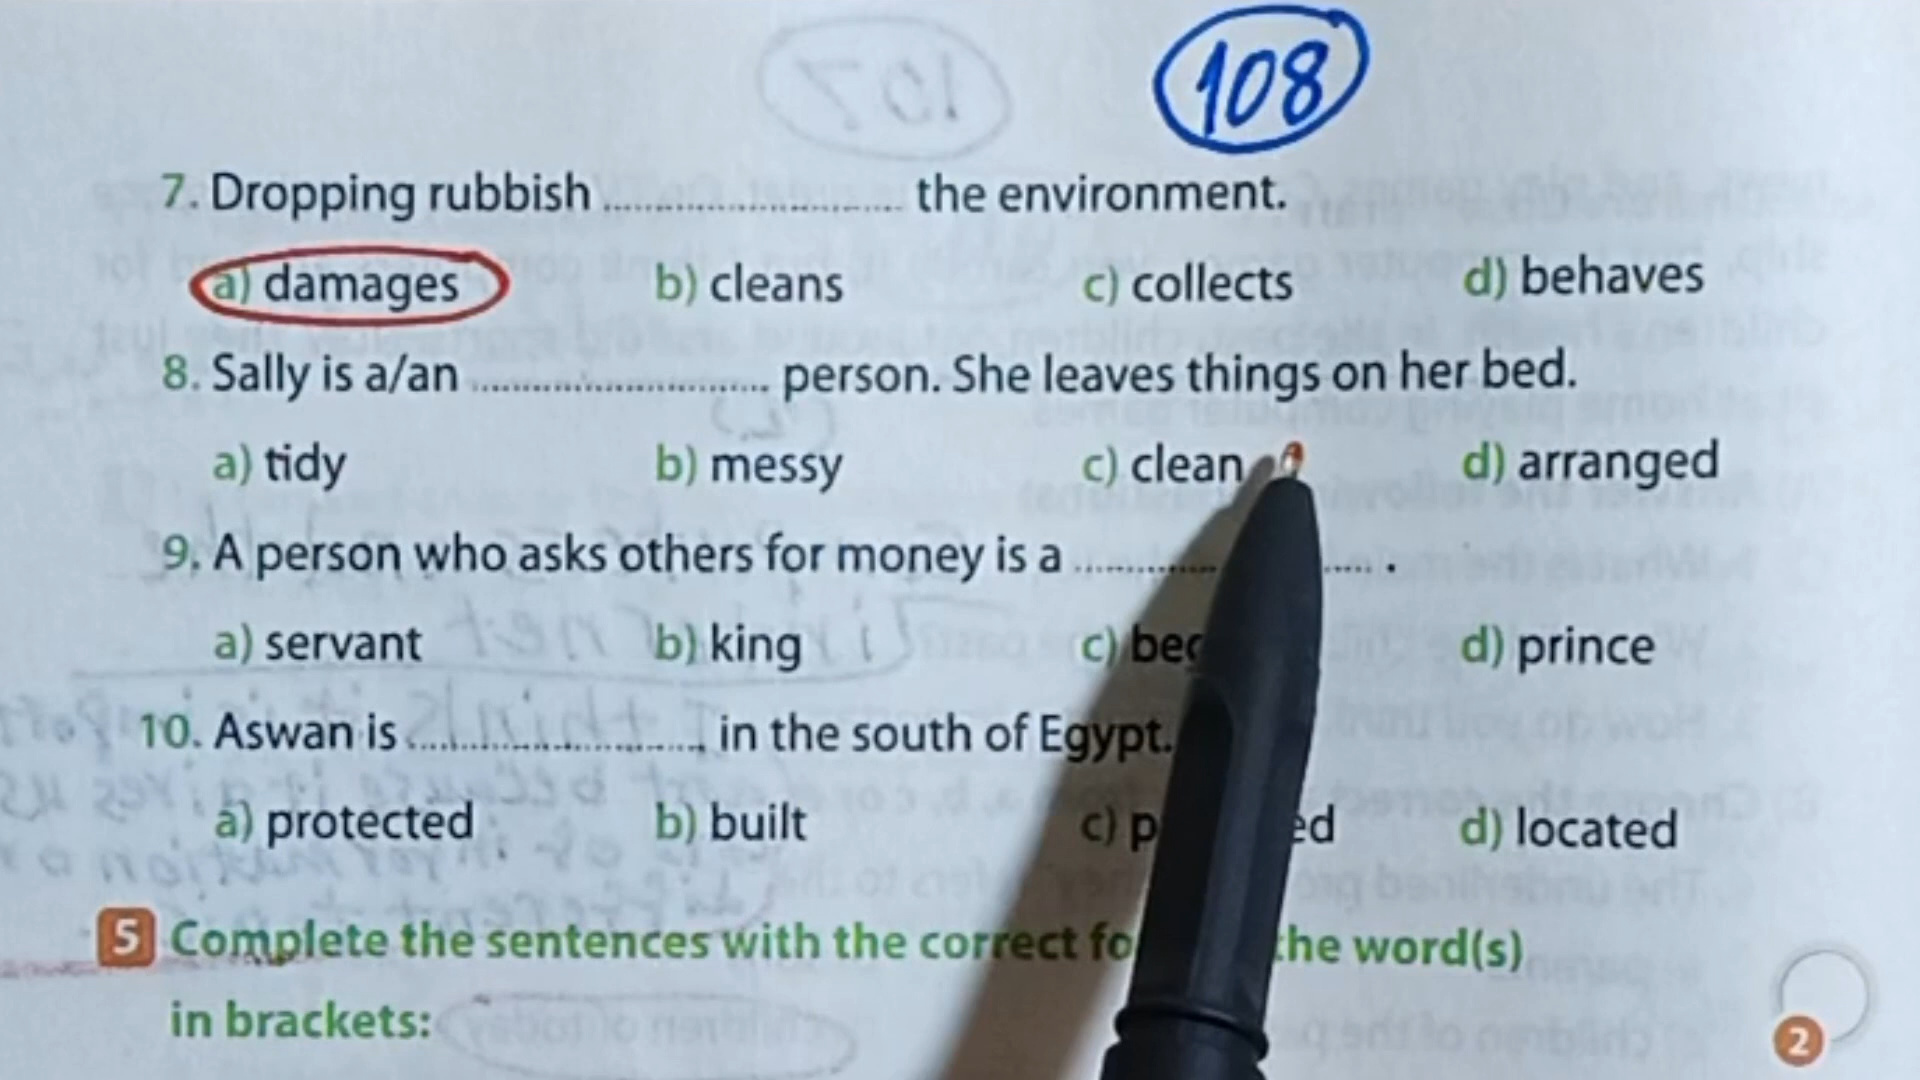 108
7. Dropping rubbish ........................ the environment.
a) damages b) cleans c) collects d) behaves
8. Sally is a/an ........................ person. She leaves things on her bed.
a) tidy b) messy c) clean d) arranged
9. A person who asks others for money is a ........................ .
a) servant b) king c) d) prince
10. Aswan is ........................ in the south of Egypt.
a) protected b) built c) d) located
5 Complete the sentences with the correct the word(s)
in brackets:
2